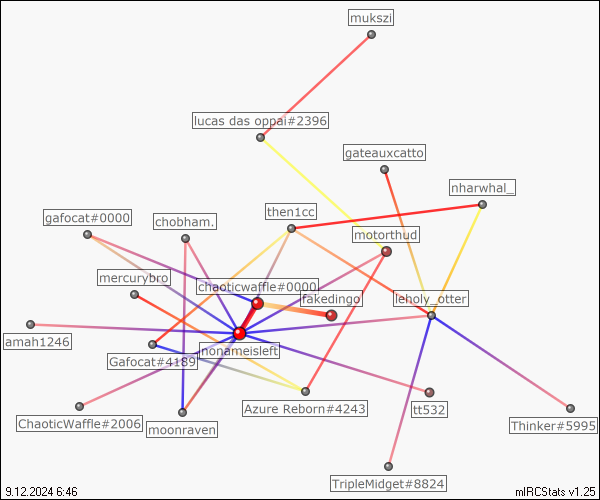 mukszi
lucas das oppai#2396
gateauxcatto
nharwhal_
gafocat#0000
chobham.
then1cc
motorthud
mercurybro
chaoticwaffle#0000
fakedingo
leholy_otter
amah1246
Gafocat#4189
nonameisleft
ChaoticWaffle#2006
moonraven
Azure Reborn#4243
tt532
Thinker#5995
TripleMidget#8824
9.12.2024 6:46
mIRCStats v1.25